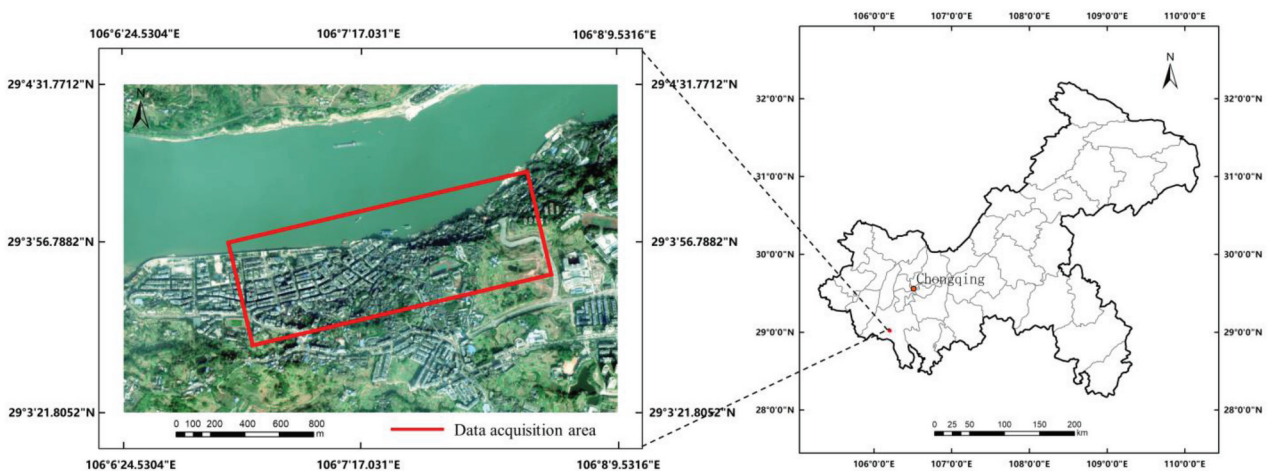 106°6'24.5304"E 106°7'17.031"E 106°8'9.5316"E
29°4'31.7712"N 29°4'31.7712"N
N
29°3'56.7882"N 29°3'56.7882"N
29°3'21.8052"N 29°3'21.8052"N
0 100 200 400 600 800
m
Data acquisition area
106°6'24.5304"E 106°7'17.031"E 106°8'9.5316"E
106°0'0"E 107°0'0"E 108°0'0"E 109°0'0"E 110°0'0"E
N
32°0'0"N 32°0'0"N
31°0'0"N 31°0'0"N
30°0'0"N 30°0'0"N
Chongqing
29°0'0"N 29°0'0"N
28°0'0"N 28°0'0"N
0 25 50 100 150 200
km
106°0'0"E 107°0'0"E 108°0'0"E 109°0'0"E 110°0'0"E